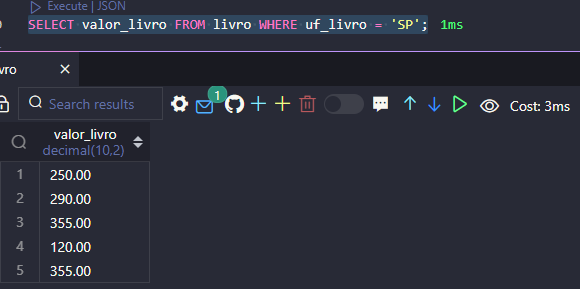 Execute | JSON
SELECT valor_livro FROM livro WHERE uf_livro = 'SP'; 1ms
vro
Search results
1
Cost: 3ms
valor_livro
decimal(10,2)
1 250.00
2 290.00
3 355.00
4 120.00
5 355.00